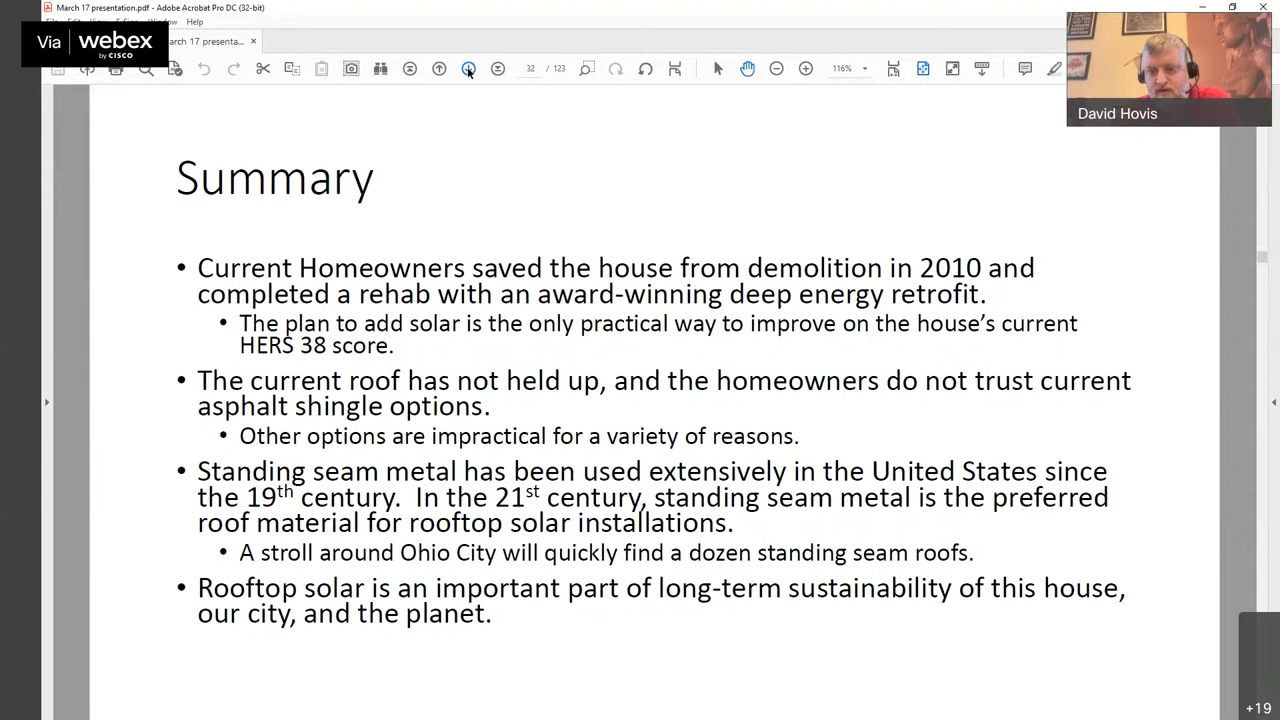 March 17 presentation.pdf - Adobe Acrobat Pro DC (32-bit)
Window Help
Via webex
by CISCO
arch 17 presenta... ×
32 / 123 116%
David Hovis
Summary
• Current Homeowners saved the house from demolition in 2010 and
completed a rehab with an award-winning deep energy retrofit.
• The plan to add solar is the only practical way to improve on the house’s current
HERS 38 score.
• The current roof has not held up, and the homeowners do not trust current
asphalt shingle options.
• Other options are impractical for a variety of reasons.
• Standing seam metal has been used extensively in the United States since
the 19th century. In the 21st century, standing seam metal is the preferred
roof material for rooftop solar installations.
• A stroll around Ohio City will quickly find a dozen standing seam roofs.
• Rooftop solar is an important part of long-term sustainability of this house,
our city, and the planet.
+19